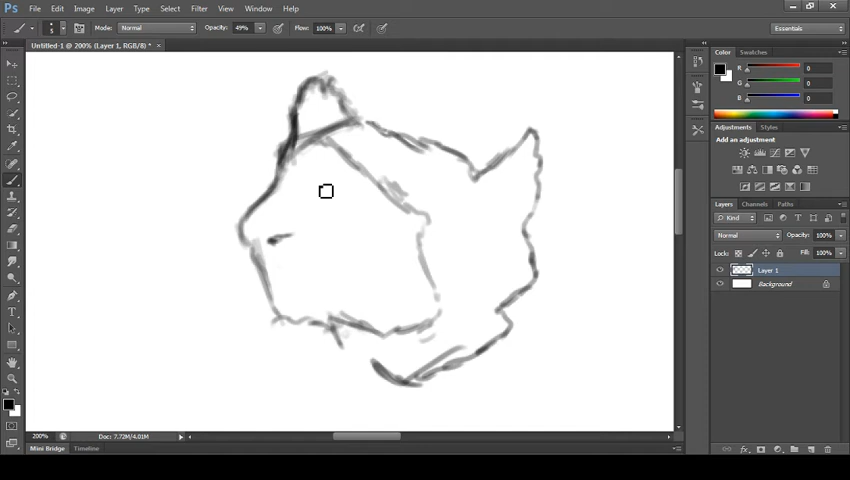 Ps File Edit Image Layer Type Select Filter View Window Help
5 Mode: Normal Opacity: 49% Flow: 100% Essentials
Untitled-1 @ 200% (Layer 1, RGB/8) * ×
Color Swatches
R 0
G 0
B 0
Adjustments Styles
Add an adjustment
Layers Channels Paths
Kind
Normal Opacity: 100%
Lock: Fill: 100%
Layer 1
Background
200% Doc: 7.72M/4.01M
Mini Bridge Timeline
fx